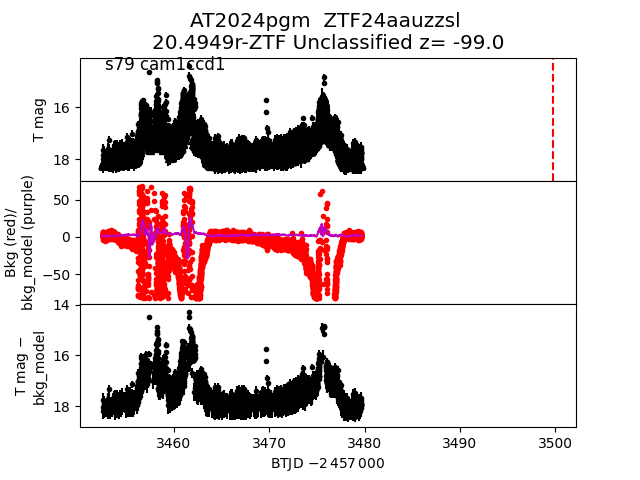 AT2024pgm  ZTF24aauzzsl
20.4949r-ZTF Unclassified z= -99.0
s79 cam1ccd1
T mag
16
18
Bkg (red)/
bkg_model (purple)
50
0
−50
T mag −
bkg_model
14
16
18
3460 3470 3480 3490 3500
BTJD −2 457 000